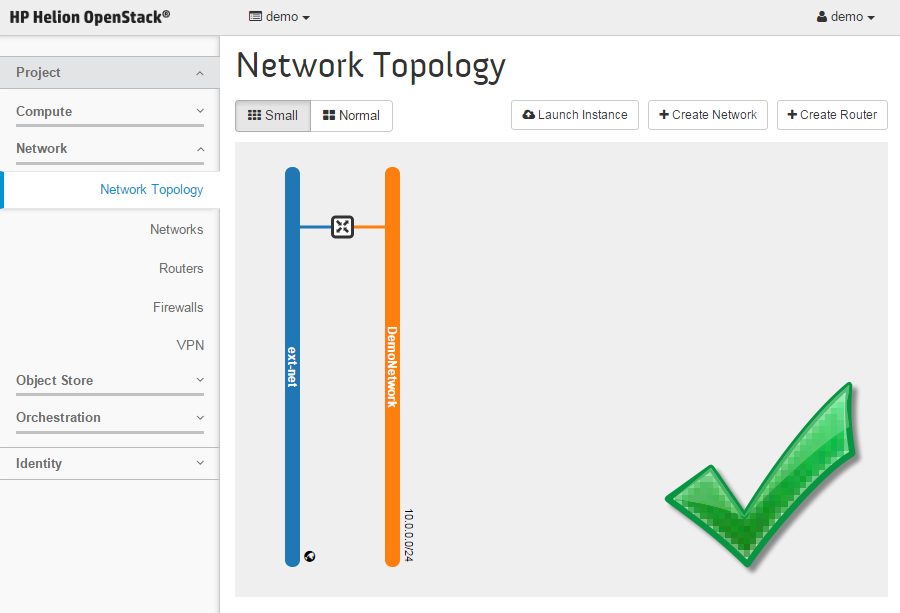 HP Helion OpenStack®
demo
demo
Project
Compute
Network
Network Topology
Networks
Routers
Firewalls
VPN
Object Store
Orchestration
Identity
Network Topology
Small
Normal
Launch Instance
Create Network
Create Router
ext-net
DemoNetwork
10.0.0.0/24